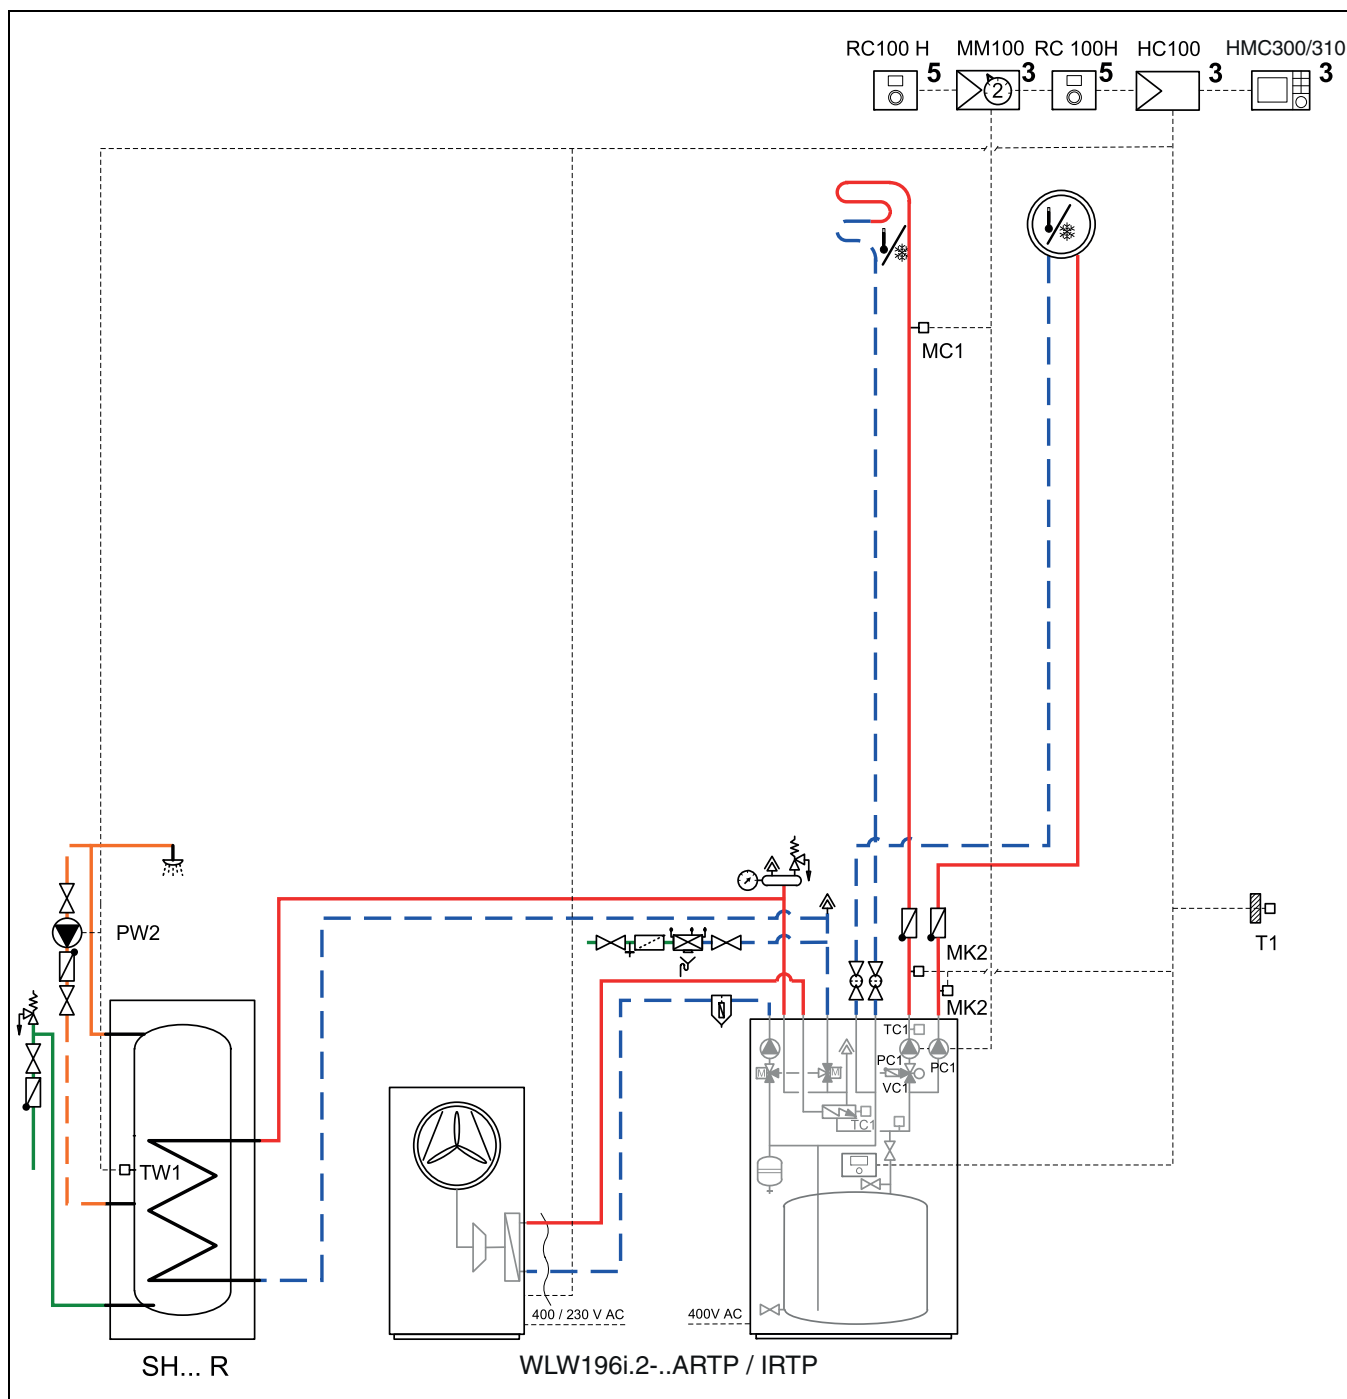 RC100 H MM100 RC 100H HC100 HMC300/310
5 3 5 3 3
2
MC1
PW2
T1
MK2
MK2
TC1
PC1
PC1
VC1
M
M
TC1
TW1
400 / 230 V AC
400V AC
SH... R
WLW196i.2-..ARTP / IRTP